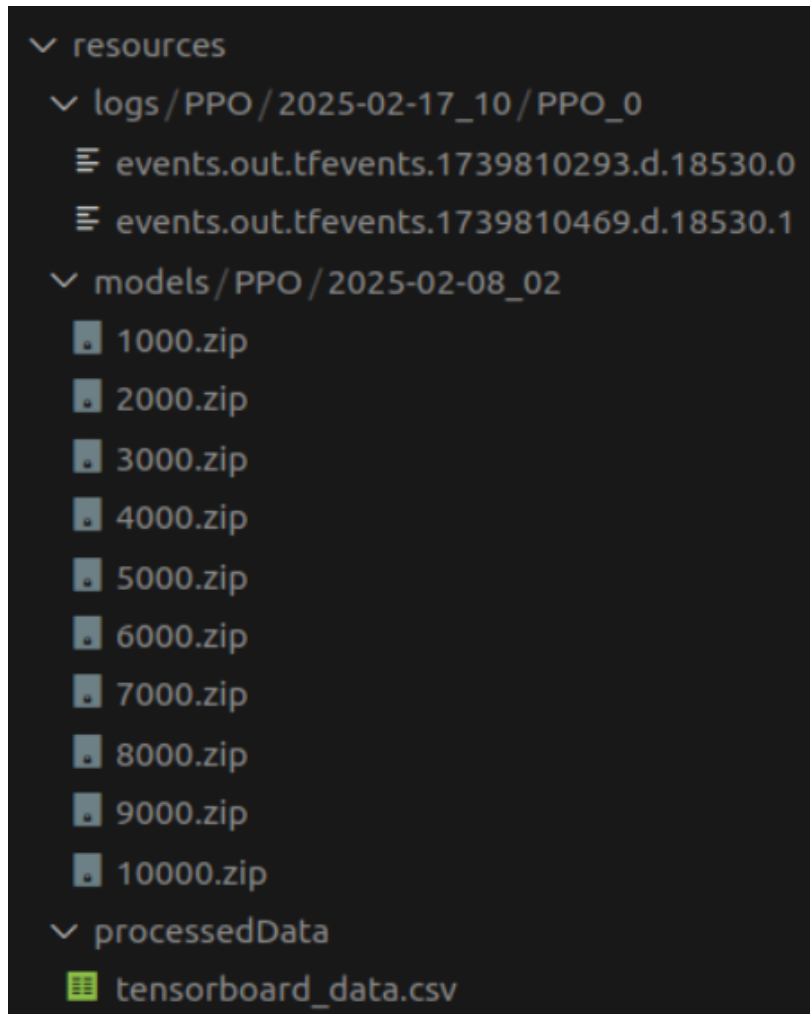 resources
logs/PPO/2025-02-17_10/PPO_0
events.out.tfevents.1739810293.d.18530.0
events.out.tfevents.1739810469.d.18530.1
models/PPO/2025-02-08_02
1000.zip
2000.zip
3000.zip
4000.zip
5000.zip
6000.zip
7000.zip
8000.zip
9000.zip
10000.zip
processedData
tensorboard_data.csv